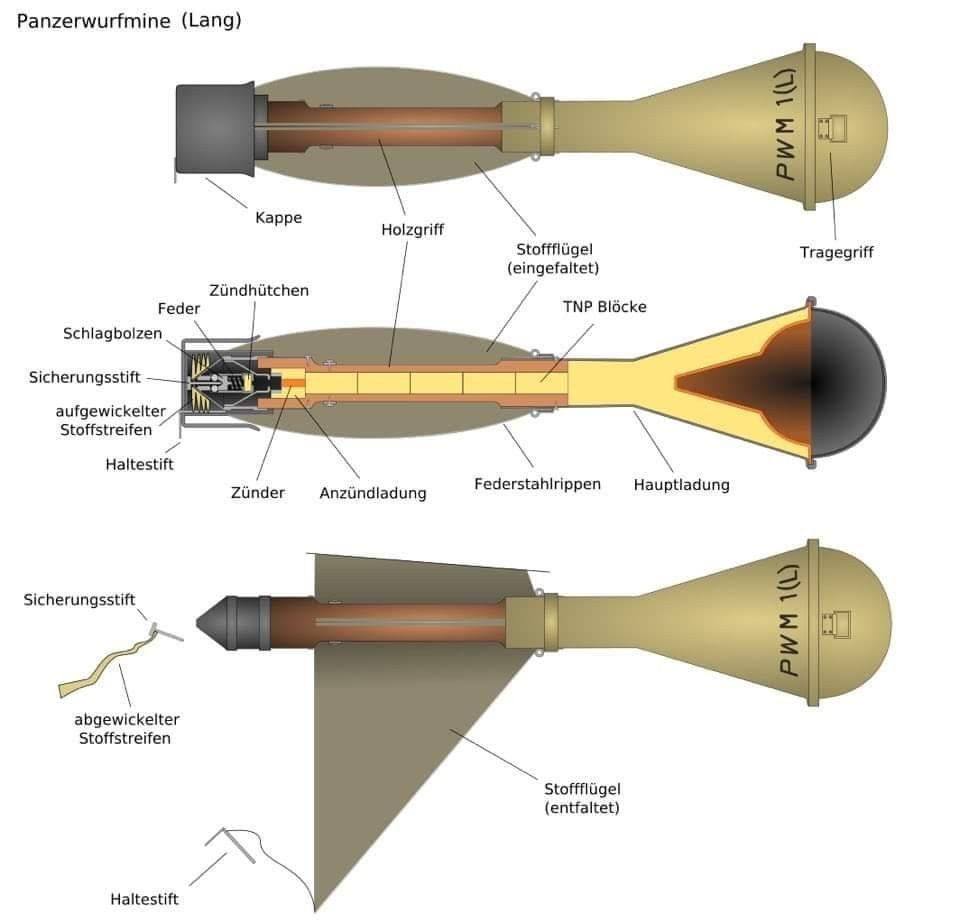 Panzerwurfmine (Lang)
PWM 1(L)
Kappe
Holzgriff
Stoffflügel
(eingefaltet)
Tragegriff
Zündhütchen
Feder
TNP Blöcke
Schlagbolzen
Sicherungsstift
aufgewickelter
Stoffstreifen
Haltestift
Zünder
Anzündladung
Federstahlrippen
Hauptladung
Sicherungsstift
PWM 1(L)
abgewickelter
Stoffstreifen
Stoffflügel
(entfaltet)
Haltestift